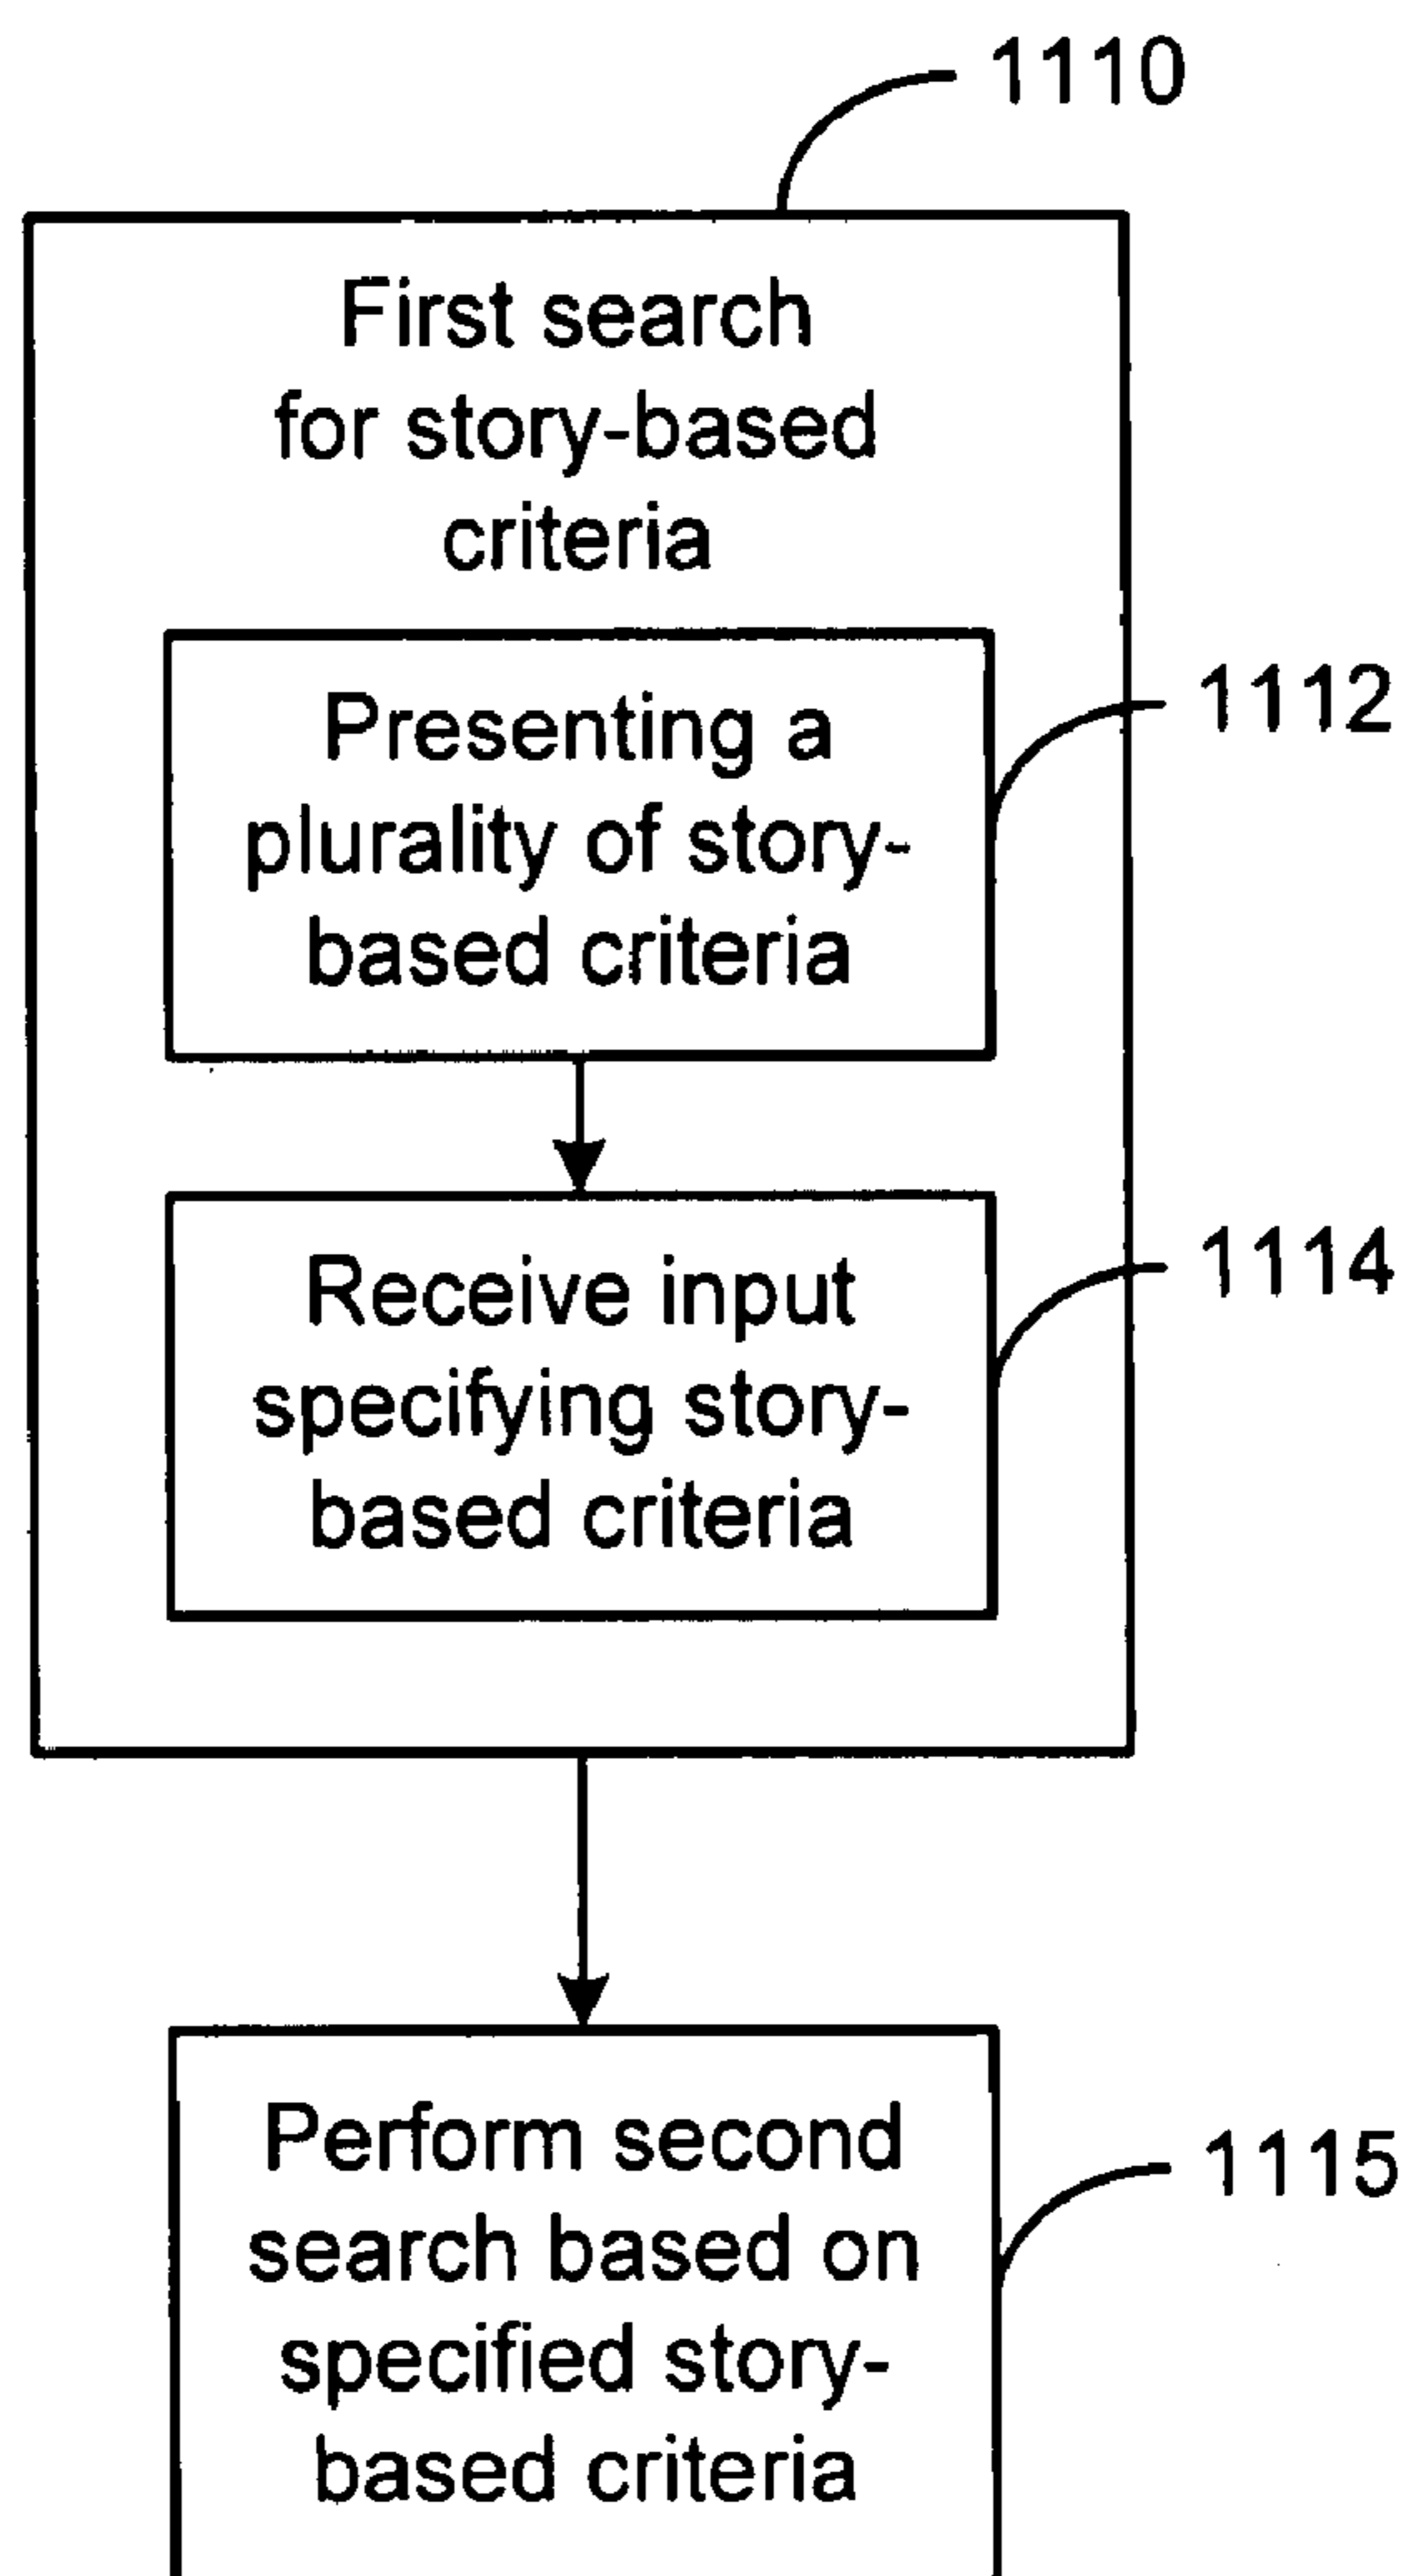 1110
First search
for story-based
criteria
Presenting a
plurality of story-
based criteria
1112
Receive input
specifying story-
based criteria
1114
Perform second
search based on
specified story-
based criteria
1115